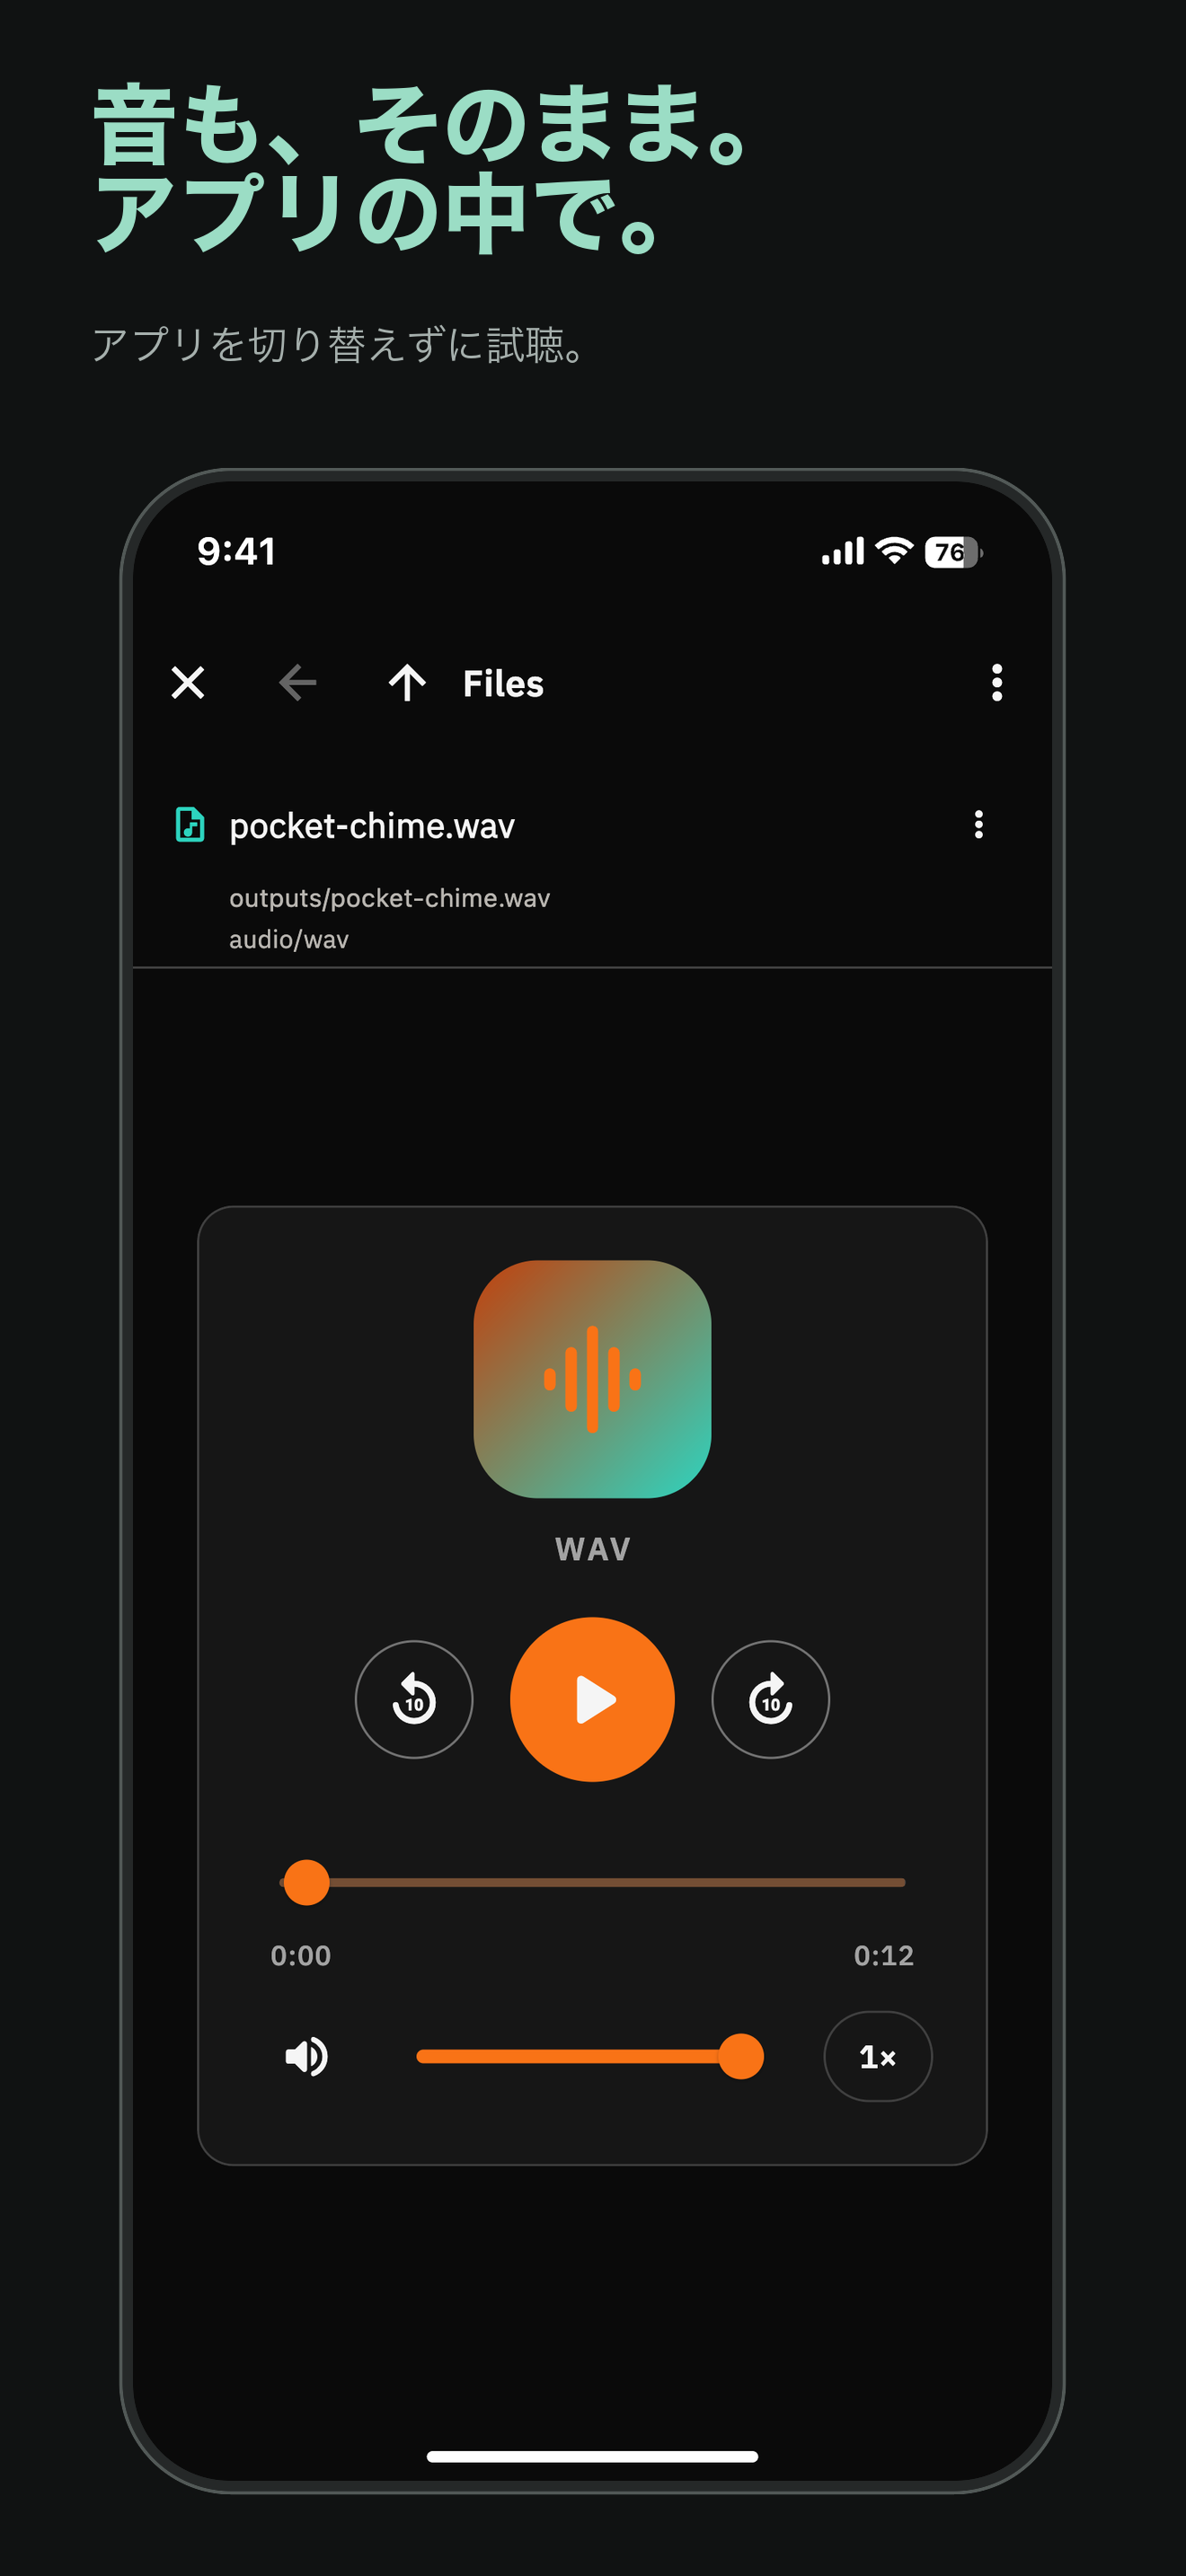 音も、そのまま。
アプリの中で。
アプリを切り替えずに試聴。
9:41
76
Files
pocket-chime.wav
outputs/pocket-chime.wav
audio/wav
WAV
10
10
0:00
0:12
1×